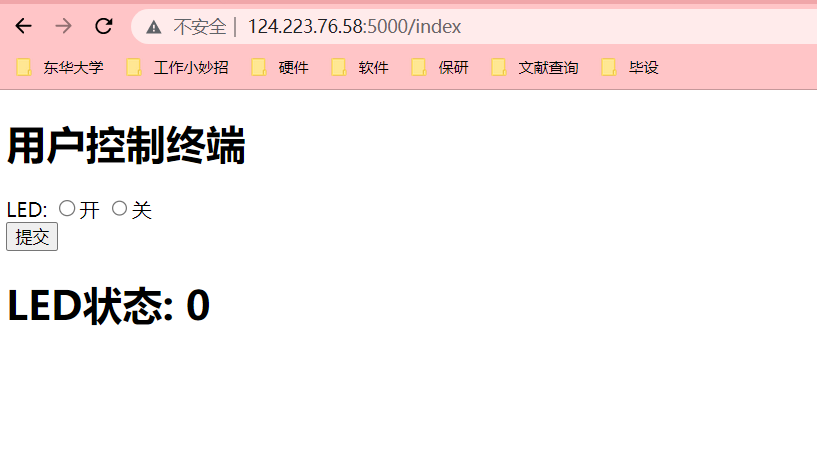 不安全 | 124.223.76.58:5000/index
东华大学 工作小妙招 硬件 软件 保研 文献查询 毕设
用户控制终端
LED: 开 关
提交
LED状态: 0